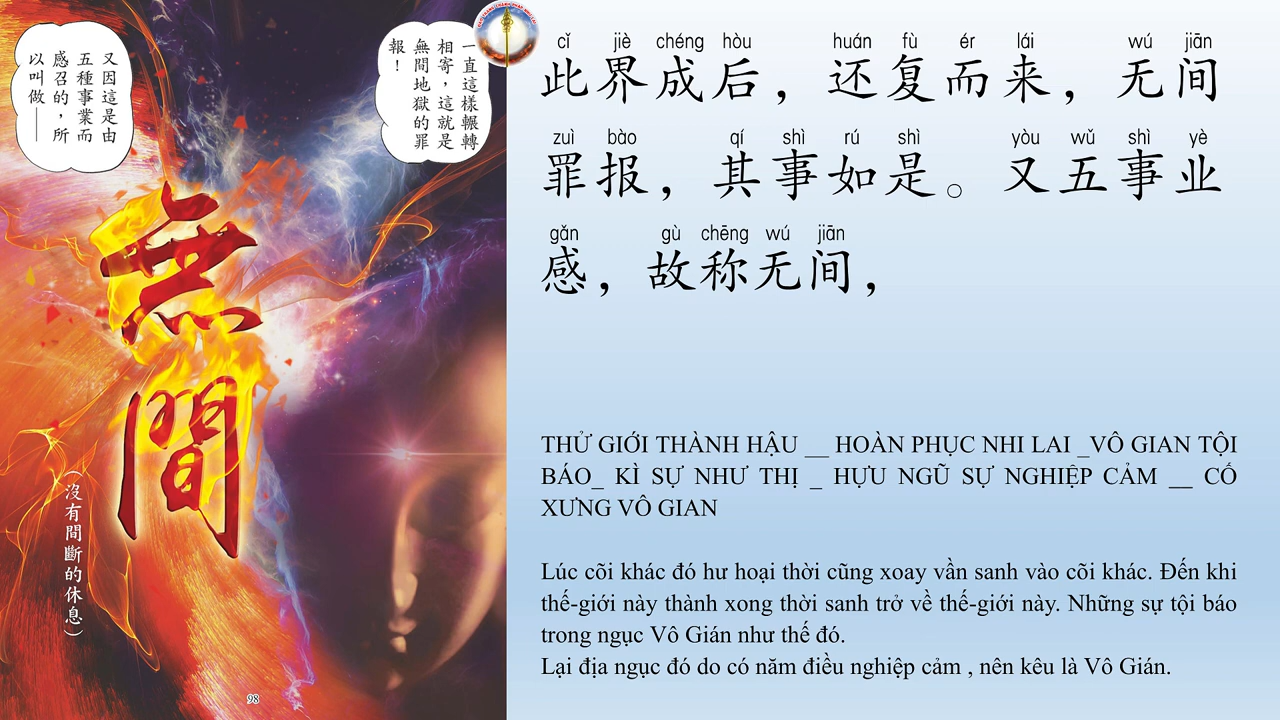 一直這樣輾轉
相寄，這就是
無間地獄的罪
報！
又因這是由
五種事業而
感召的，所
以叫做——
無間
（沒有間斷的休息）
98
cǐ jiè chéng hòu huán fù ér lái wú jiān
此界成后，还复而来，无间
zuì bào qí shì rú shì yòu wǔ shì yè
罪报，其事如是。又五事业
gǎn gù chēng wú jiān
感，故称无间，
THỬ GIỚI THÀNH HẬU __ HOÀN PHỤC NHI LAI _VÔ GIAN TỘI
BÁO_ KÌ SỰ NHƯ THỊ _ HỰU NGŨ SỰ NGHIỆP CẢM __ CỐ
XƯNG VÔ GIAN
Lúc cõi khác đó hư hoại thời cũng xoay vần sanh vào cõi khác. Đến khi
thế-giới này thành xong thời sanh trở về thế-giới này. Những sự tội báo
trong ngục Vô Gián như thế đó.
Lại địa ngục đó do có năm điều nghiệp cảm , nên kêu là Vô Gián.